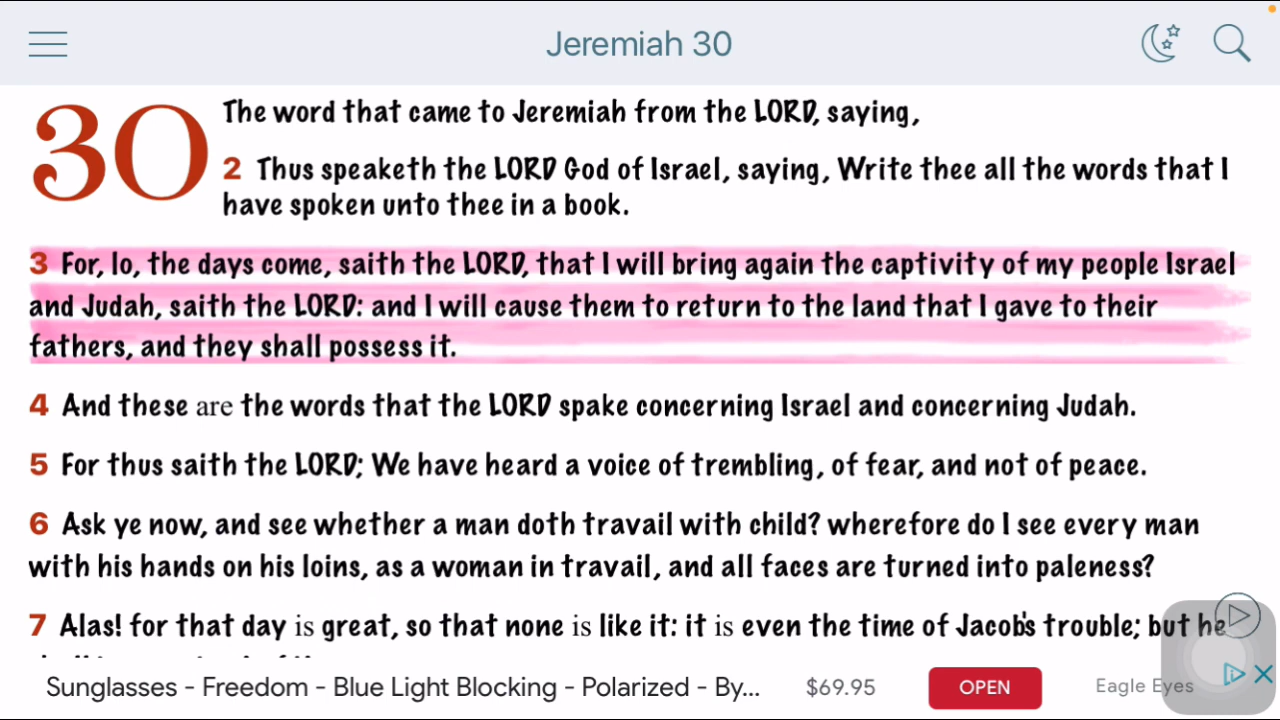 Jeremiah 30
30 The word that came to Jeremiah from the LORD, saying,
2 Thus speaketh the LORD God of Israel, saying, Write thee all the words that I
have spoken unto thee in a book.
3 For, lo, the days come, saith the LORD, that I will bring again the captivity of my people Israel
and Judah, saith the LORD: and I will cause them to return to the land that I gave to their
fathers, and they shall possess it.
4 And these are the words that the LORD spake concerning Israel and concerning Judah.
5 For thus saith the LORD; We have heard a voice of trembling, of fear, and not of peace.
6 Ask ye now, and see whether a man doth travail with child? wherefore do I see every man
with his hands on his loins, as a woman in travail, and all faces are turned into paleness?
7 Alas! for that day is great, so that none is like it: it is even the time of Jacob's trouble; but he
Sunglasses - Freedom - Blue Light Blocking - Polarized - By... $69.95 OPEN Eagle Eyes